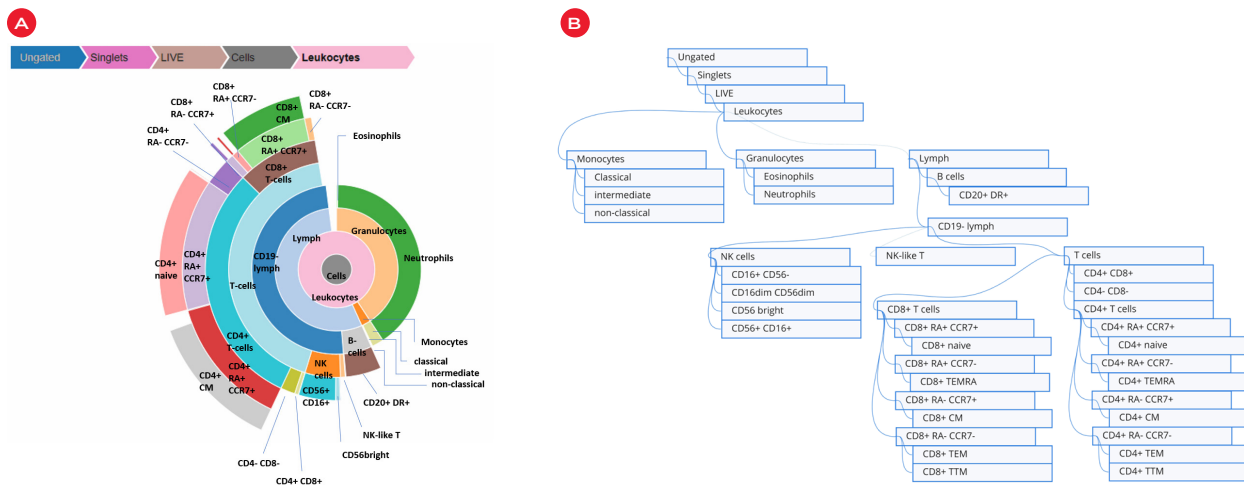 A
Ungated
Singlets
LIVE
Cells
Leukocytes
CD8+
RA+ CCR7-
CD8+
RA- CCR7+
CD4+
RA- CCR7-
CD8+
CM
CD8+
RA- CCR7-
Eosinophils
CD8+
RA+ CCR7+
CD8+
T-cells
Lymph
Granulocytes
CD4+
naive
CD4+
RA+
CCR7+
T-cells
CD19-
lymph
Cells
Leukocytes
Neutrophils
CD4+
T-cells
CD4+
CM
CD4+
RA+
CCR7+
B-
cells
NK
cells
CD56+
CD16+
Monocytes
classical
intermediate
non-classical
CD20+ DR+
NK-like T
CD56bright
CD4- CD8-
CD4+ CD8+
B
Ungated
Singlets
LIVE
Leukocytes
Monocytes
Classical
intermediate
non-classical
Granulocytes
Eosinophils
Neutrophils
Lymph
B cells
CD20+ DR+
CD19- lymph
NK cells
CD16+ CD56-
CD16dim CD56dim
CD56 bright
CD56+ CD16+
NK-like T
T cells
CD4+ CD8+
CD4- CD8-
CD8+ T cells
CD8+ RA+ CCR7+
CD8+ naive
CD8+ RA+ CCR7-
CD8+ TEMRA
CD8+ RA- CCR7+
CD8+ CM
CD8+ RA- CCR7-
CD8+ TEM
CD8+ TTM
CD4+ T cells
CD4+ RA+ CCR7+
CD4+ naive
CD4+ RA+ CCR7-
CD4+ TEMRA
CD4+ RA- CCR7+
CD4+ CM
CD4+ RA- CCR7-
CD4+ TEM
CD4+ TTM